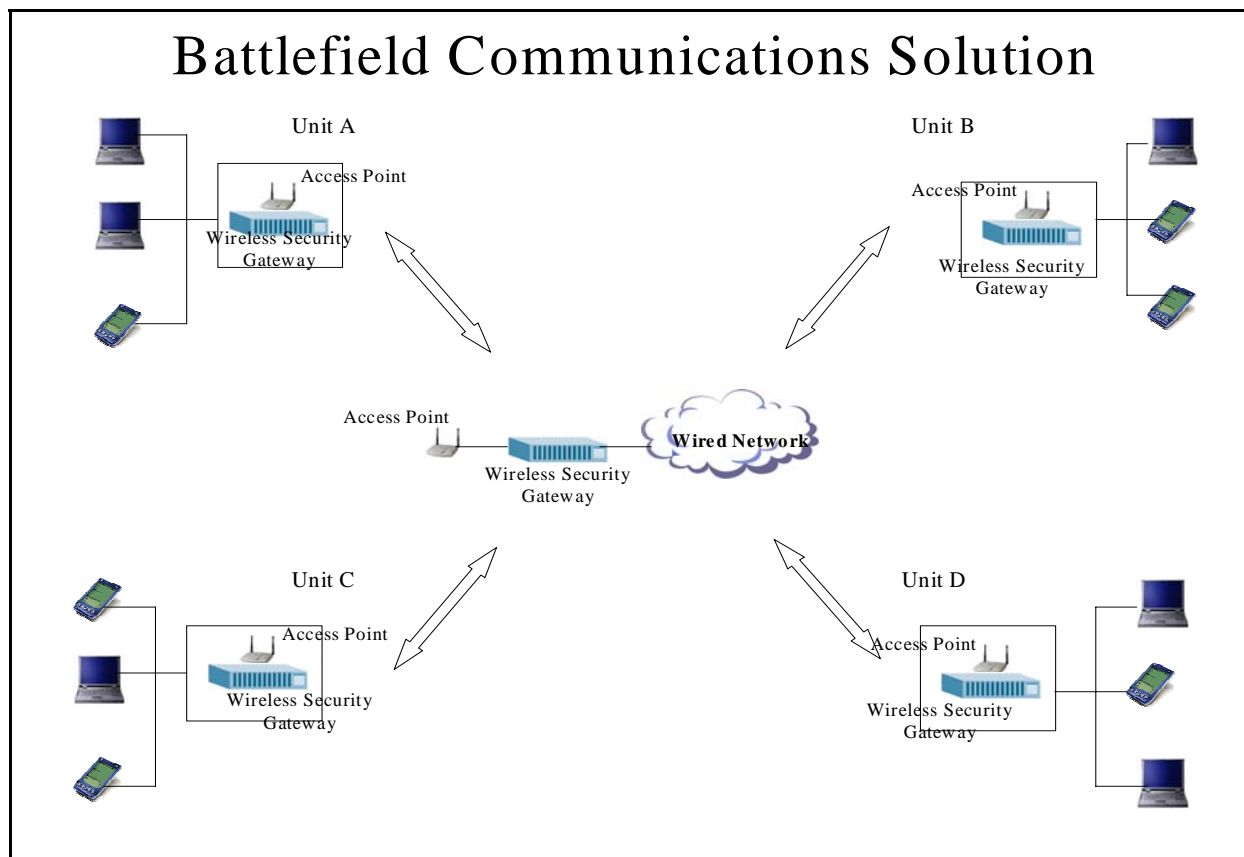 Battlefield Communications Solution
Unit A
Access Point
Wireless Security
Gateway
Unit B
Access Point
Wireless Security
Gateway
Access Point
Wireless Security
Gateway
Wired Network
Unit C
Access Point
Wireless Security
Gateway
Unit D
Access Point
Wireless Security
Gateway